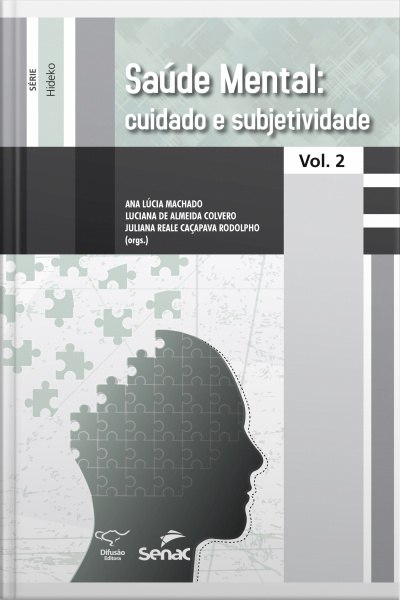 SÉRIE
Hideko
Saúde Mental:
cuidado e subjetividade
Vol. 2
ANA LÚCIA MACHADO
LUCIANA DE ALMEIDA COLVERO
JULIANA REALE CAÇAPAVA RODOLPHO
(orgs.)
Difusão
Editora
Senac